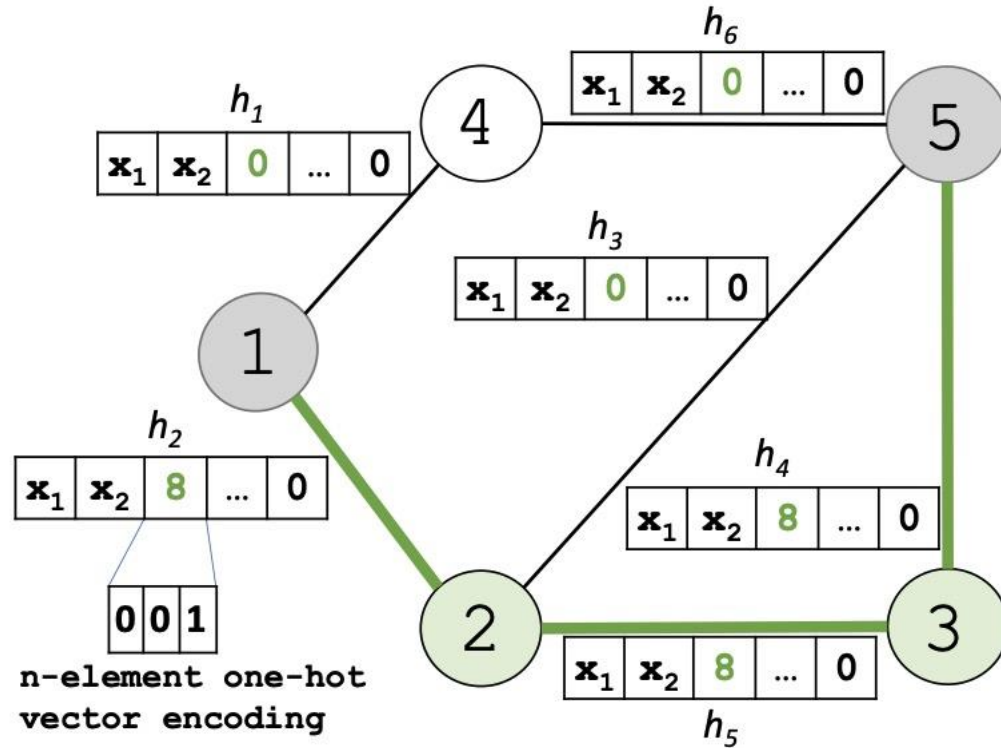 h₆
x₁ x₂ 0 ... 0
4
5
h₁
x₁ x₂ 0 ... 0
h₃
x₁ x₂ 0 ... 0
1
h₂
x₁ x₂ 8 ... 0
h₄
x₁ x₂ 8 ... 0
0 0 1
2
3
n-element one-hot
vector encoding
x₁ x₂ 8 ... 0
h₅